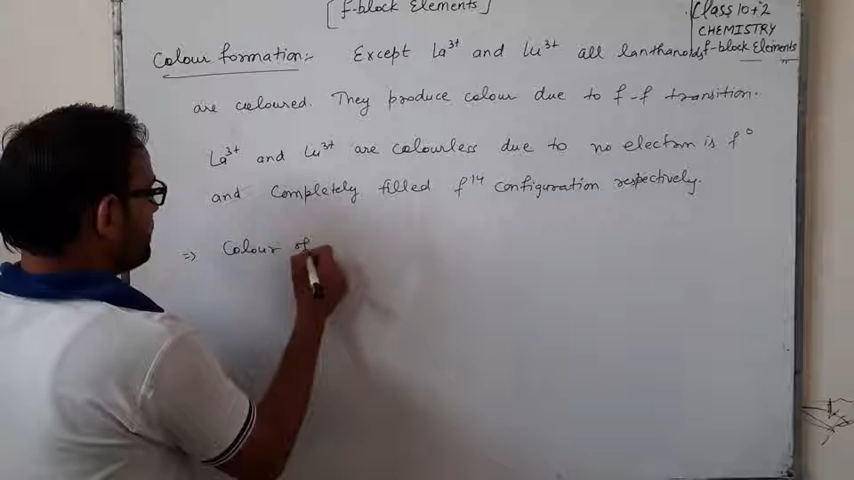 [f-block Elements]
Class 10+2
CHEMISTRY
f-block Elements
Colour formation:- Except La³⁺ and Lu³⁺ all lanthanoids
are coloured. They produce colour due to f-f transition.
La³⁺ and Lu³⁺ are colourless due to no electron is f⁰
and completely filled f¹⁴ configuration respectively.
⇒ Colour of